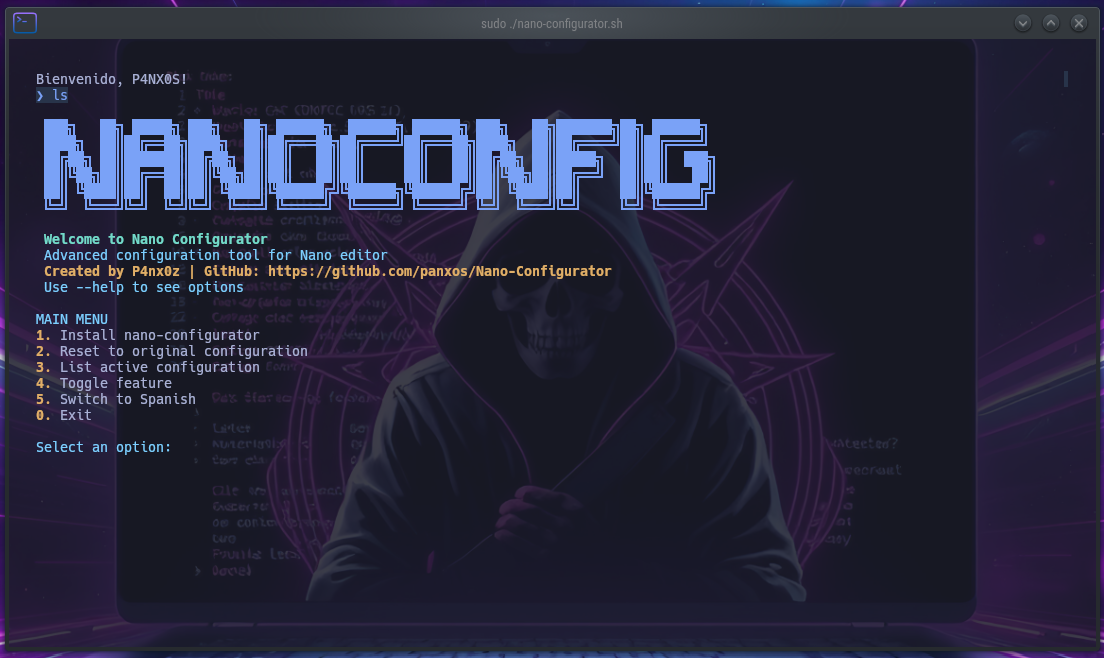 sudo ./nano-configurator.sh
Bienvenido, P4NX0S!
❯ ls
NANOCONFIG
Welcome to Nano Configurator
Advanced configuration tool for Nano editor
Created by P4nx0z | GitHub: https://github.com/panxos/Nano-Configurator
Use --help to see options
MAIN MENU
1. Install nano-configurator
2. Reset to original configuration
3. List active configuration
4. Toggle feature
5. Switch to Spanish
0. Exit
Select an option: